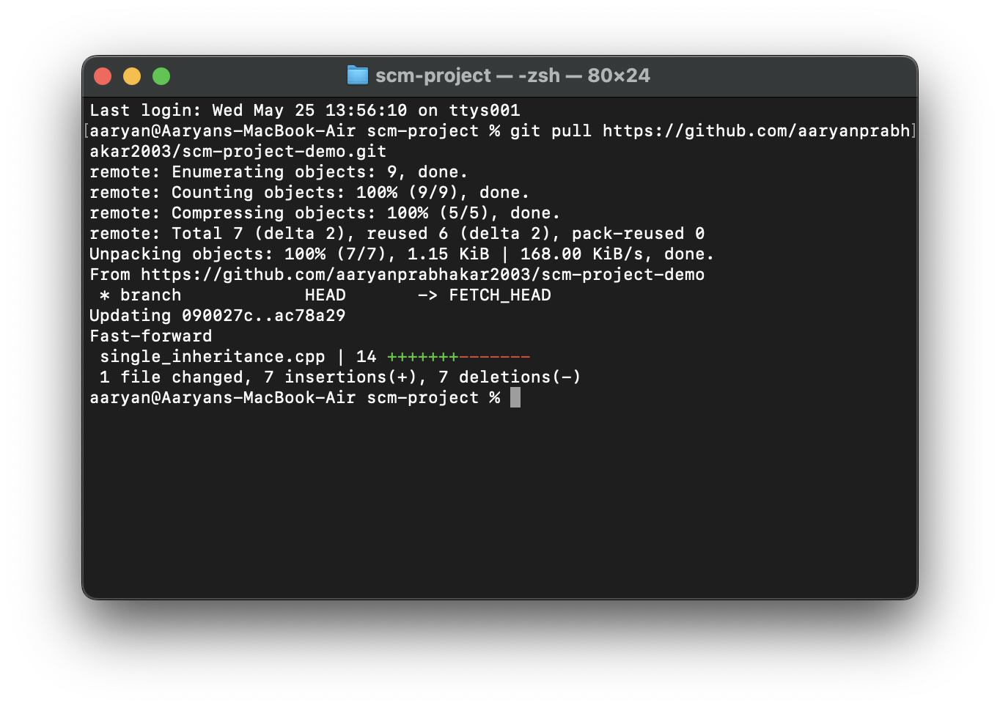 scm-project — -zsh — 80×24
Last login: Wed May 25 13:56:10 on ttys001
[aaryan@Aaryans-MacBook-Air scm-project % git pull https://github.com/aaryanprabh]
akar2003/scm-project-demo.git
remote: Enumerating objects: 9, done.
remote: Counting objects: 100% (9/9), done.
remote: Compressing objects: 100% (5/5), done.
remote: Total 7 (delta 2), reused 6 (delta 2), pack-reused 0
Unpacking objects: 100% (7/7), 1.15 KiB | 168.00 KiB/s, done.
From https://github.com/aaryanprabhakar2003/scm-project-demo
 * branch            HEAD       -> FETCH_HEAD
Updating 090027c..ac78a29
Fast-forward
 single_inheritance.cpp | 14 +++++++-------
 1 file changed, 7 insertions(+), 7 deletions(-)
aaryan@Aaryans-MacBook-Air scm-project %